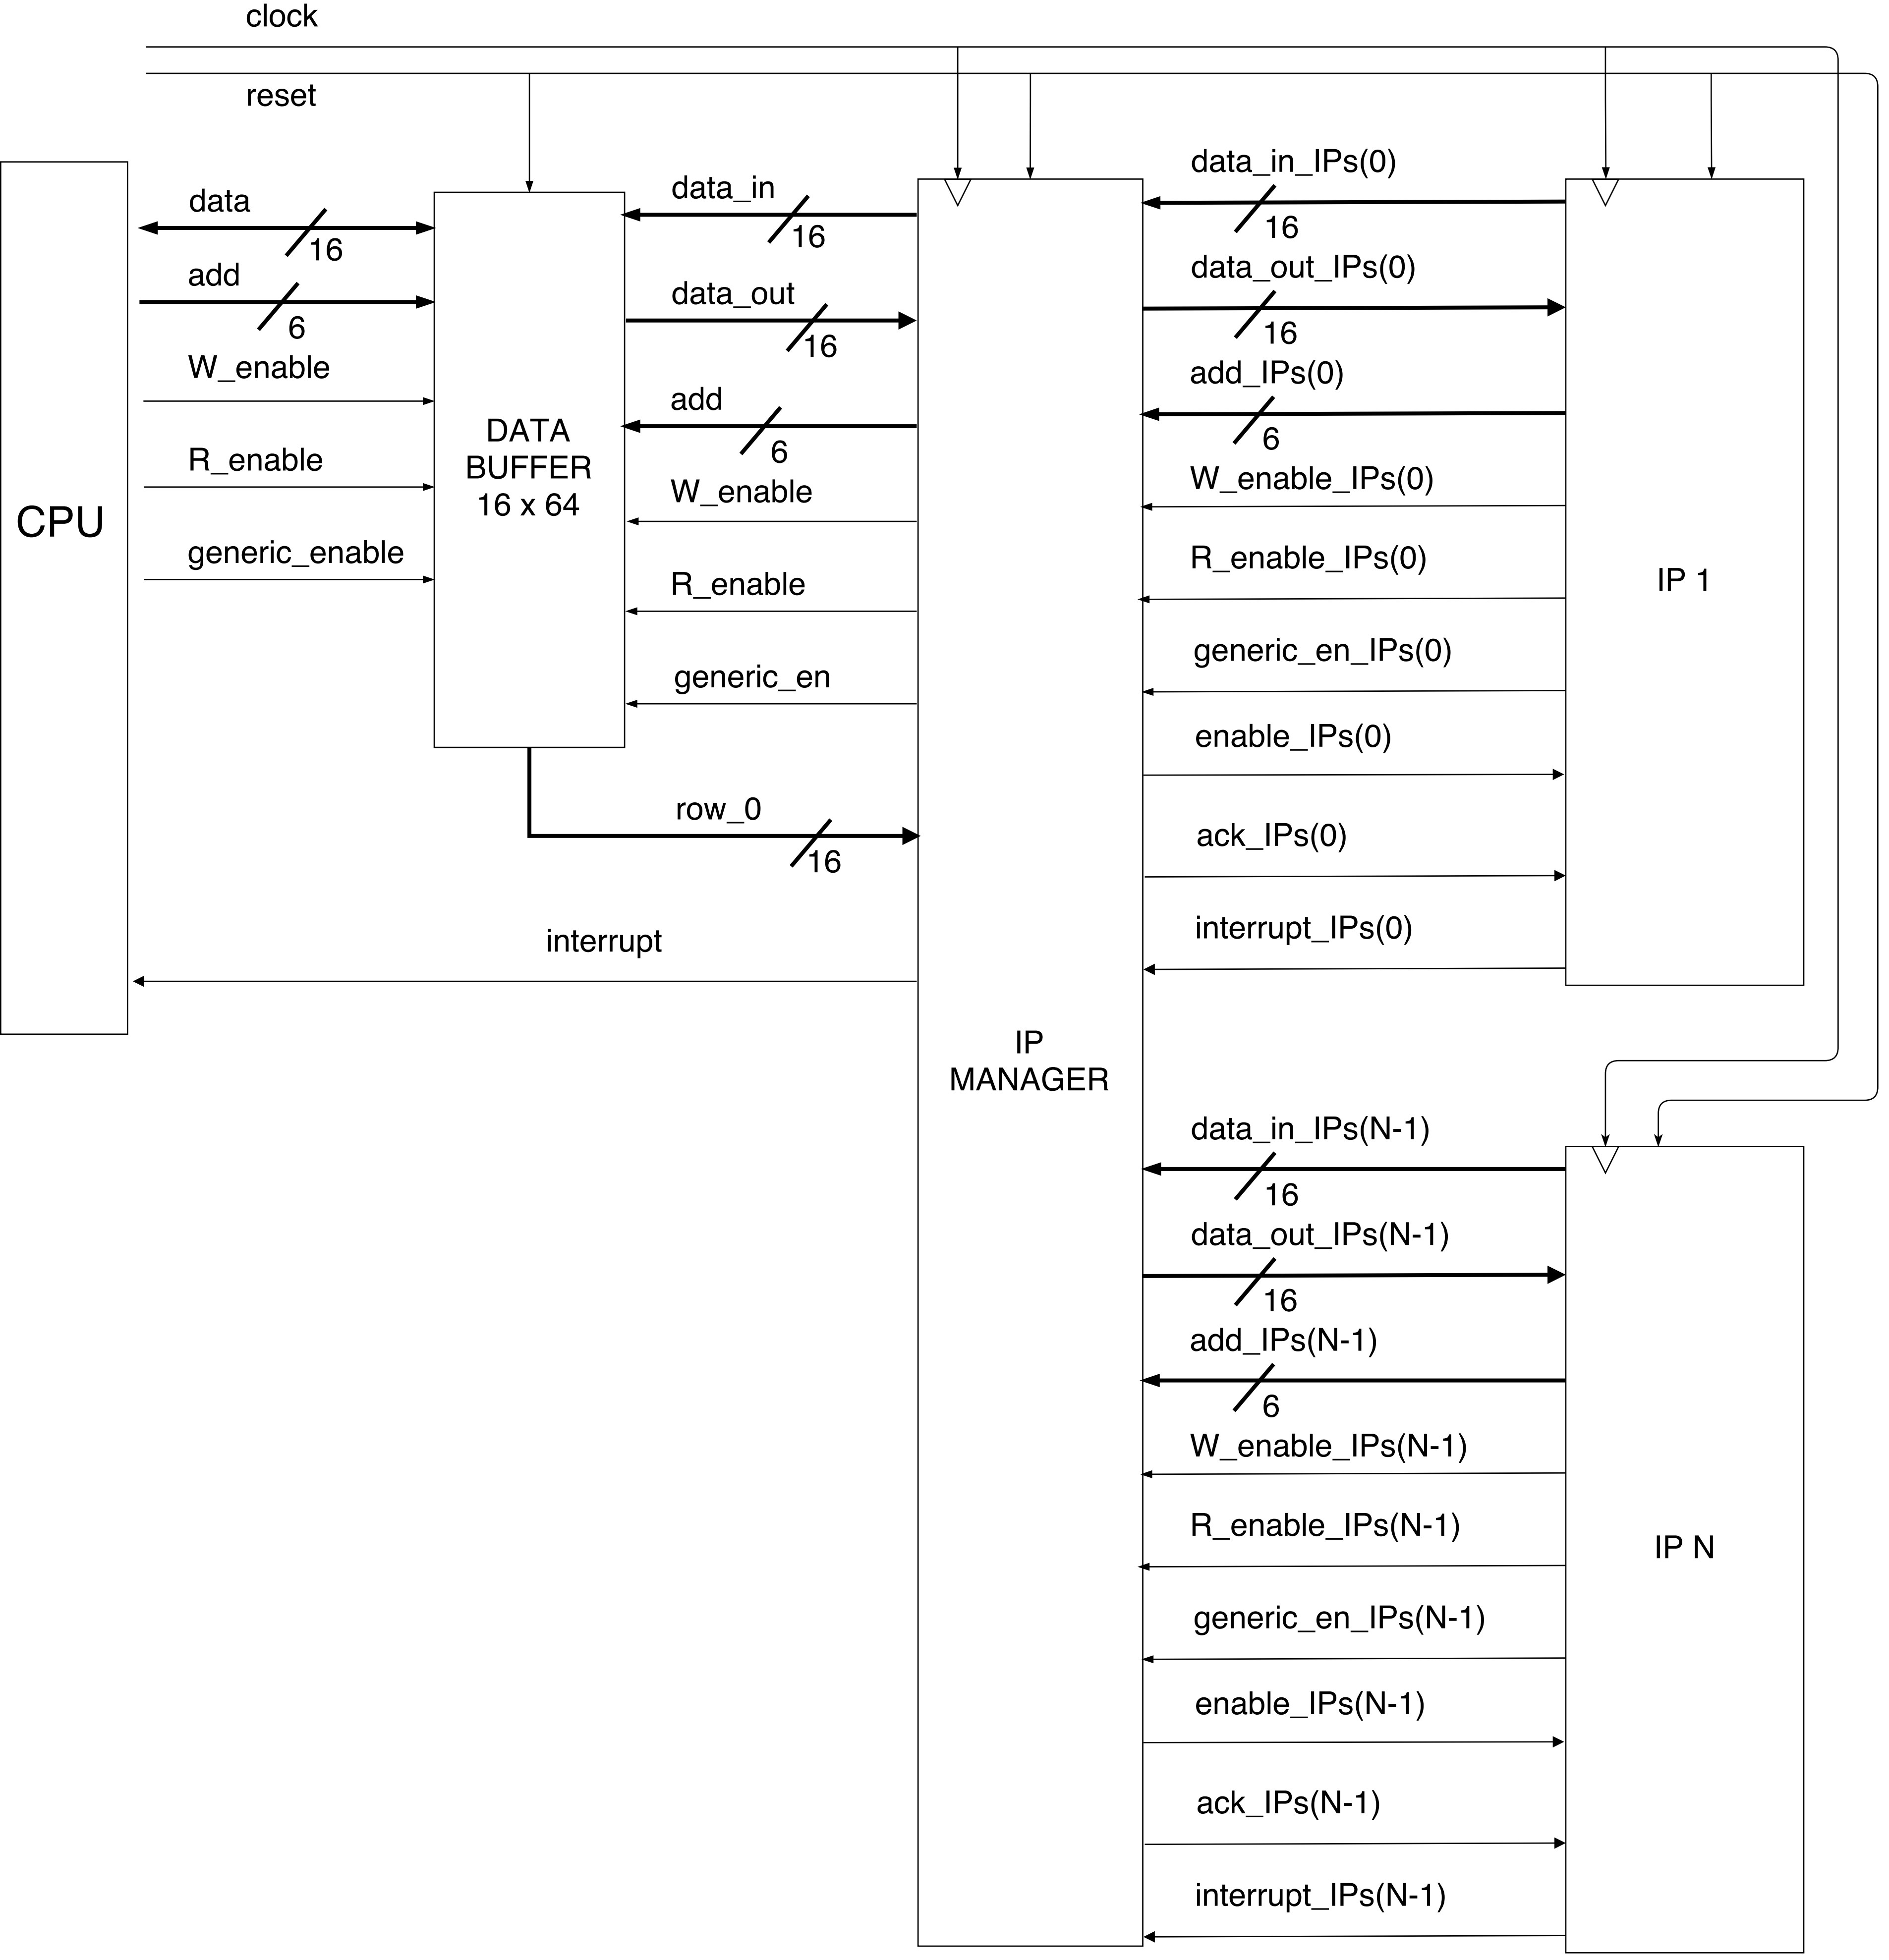 clock
reset
CPU
data
16
add
6
W_enable
R_enable
generic_enable
DATA
BUFFER
16 x 64
data_in
16
data_out
16
add
6
W_enable
R_enable
generic_en
row_0
16
interrupt
IP
MANAGER
data_in_IPs(0)
16
data_out_IPs(0)
16
add_IPs(0)
6
W_enable_IPs(0)
R_enable_IPs(0)
generic_en_IPs(0)
enable_IPs(0)
ack_IPs(0)
interrupt_IPs(0)
IP 1
data_in_IPs(N-1)
16
data_out_IPs(N-1)
16
add_IPs(N-1)
6
W_enable_IPs(N-1)
R_enable_IPs(N-1)
generic_en_IPs(N-1)
enable_IPs(N-1)
ack_IPs(N-1)
interrupt_IPs(N-1)
IP N